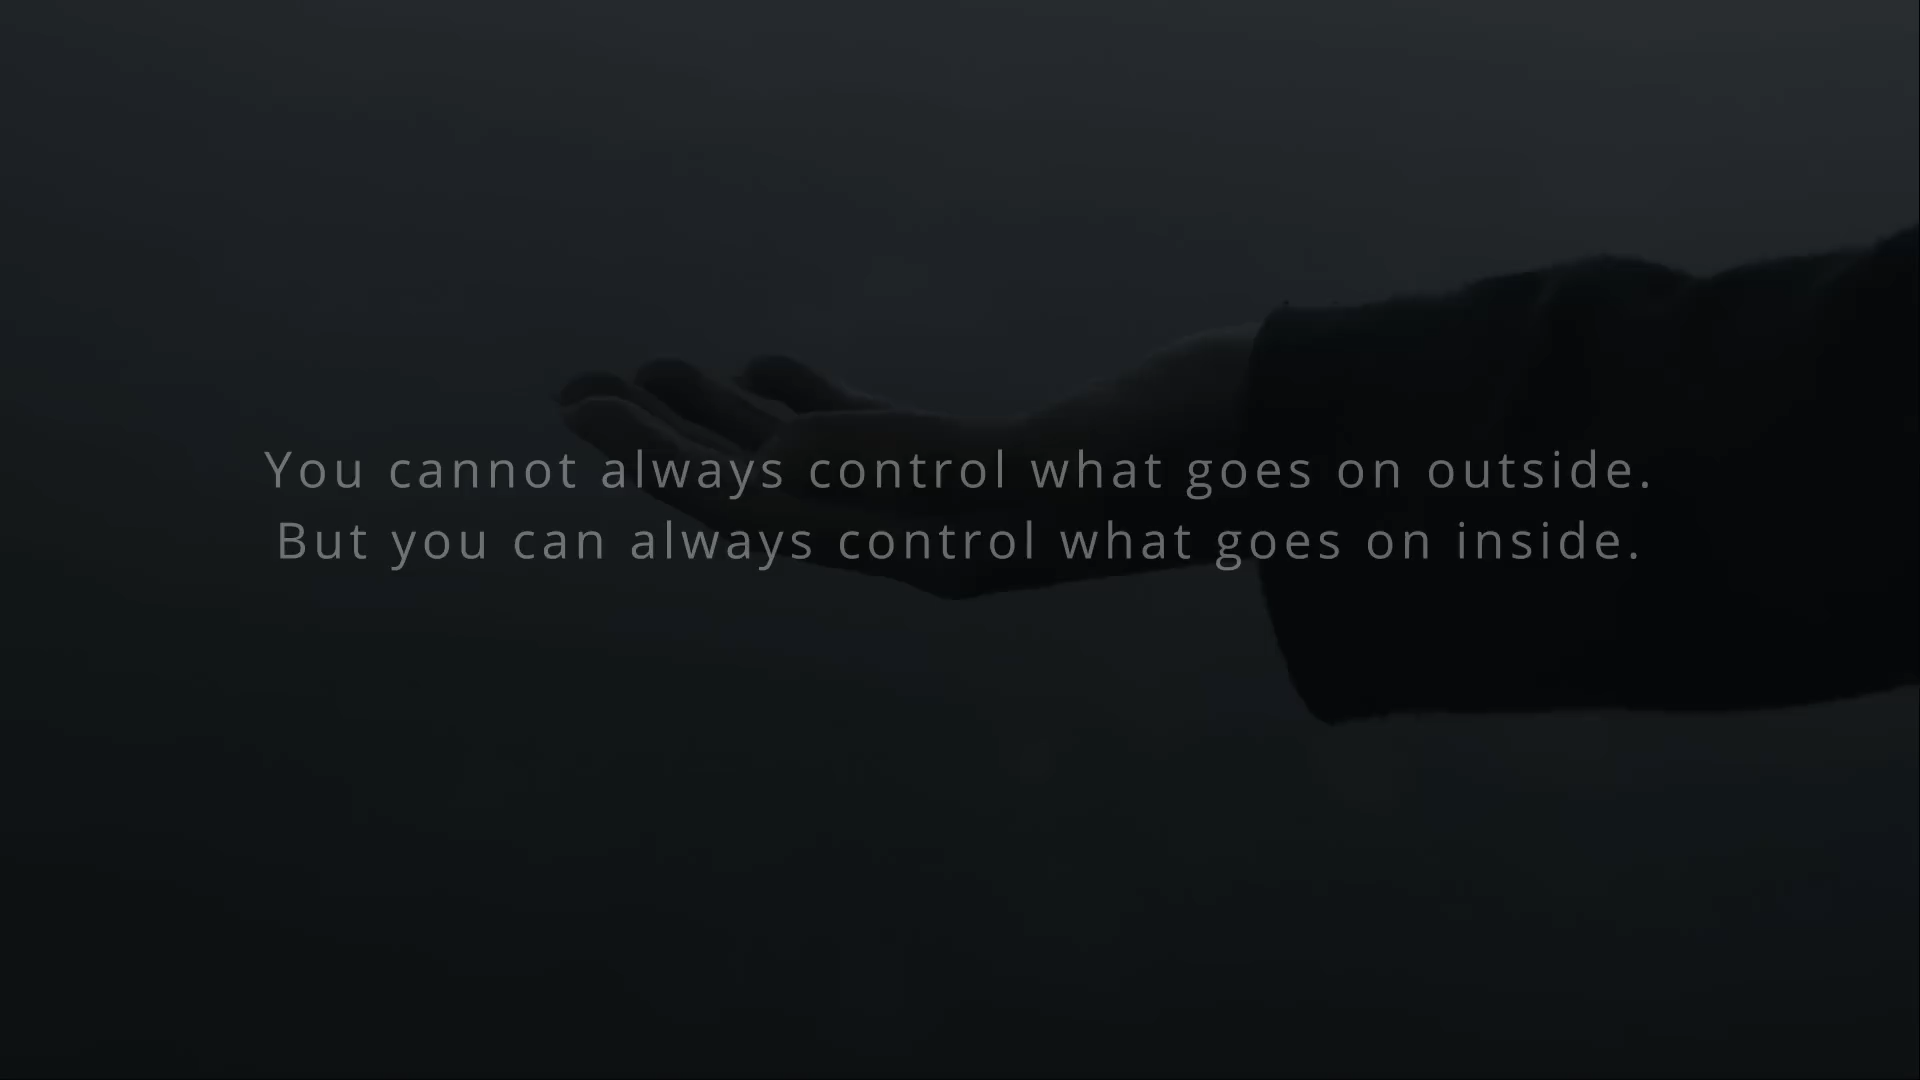 You cannot always control what goes on outside.
But you can always control what goes on inside.